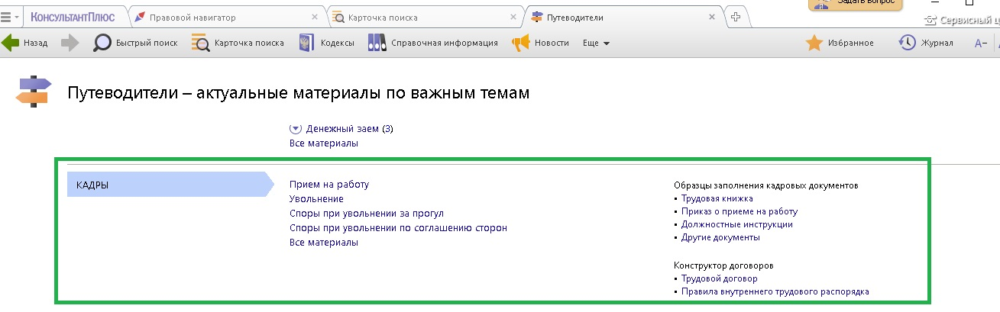 Задать вопрос
КонсультантПлюс
Правовой навигатор
Карточка поиска
Путеводители
Сервисный ц
Назад
Быстрый поиск
Карточка поиска
Кодексы
Справочная информация
Новости
Еще
Избранное
Журнал
А−
Путеводители – актуальные материалы по важным темам
Денежный заем (3)
Все материалы
КАДРЫ
Прием на работу
Увольнение
Споры при увольнении за прогул
Споры при увольнении по соглашению сторон
Все материалы
Образцы заполнения кадровых документов
• Трудовая книжка
• Приказ о приеме на работу
• Должностные инструкции
• Другие документы
Конструктор договоров
• Трудовой договор
• Правила внутреннего трудового распорядка